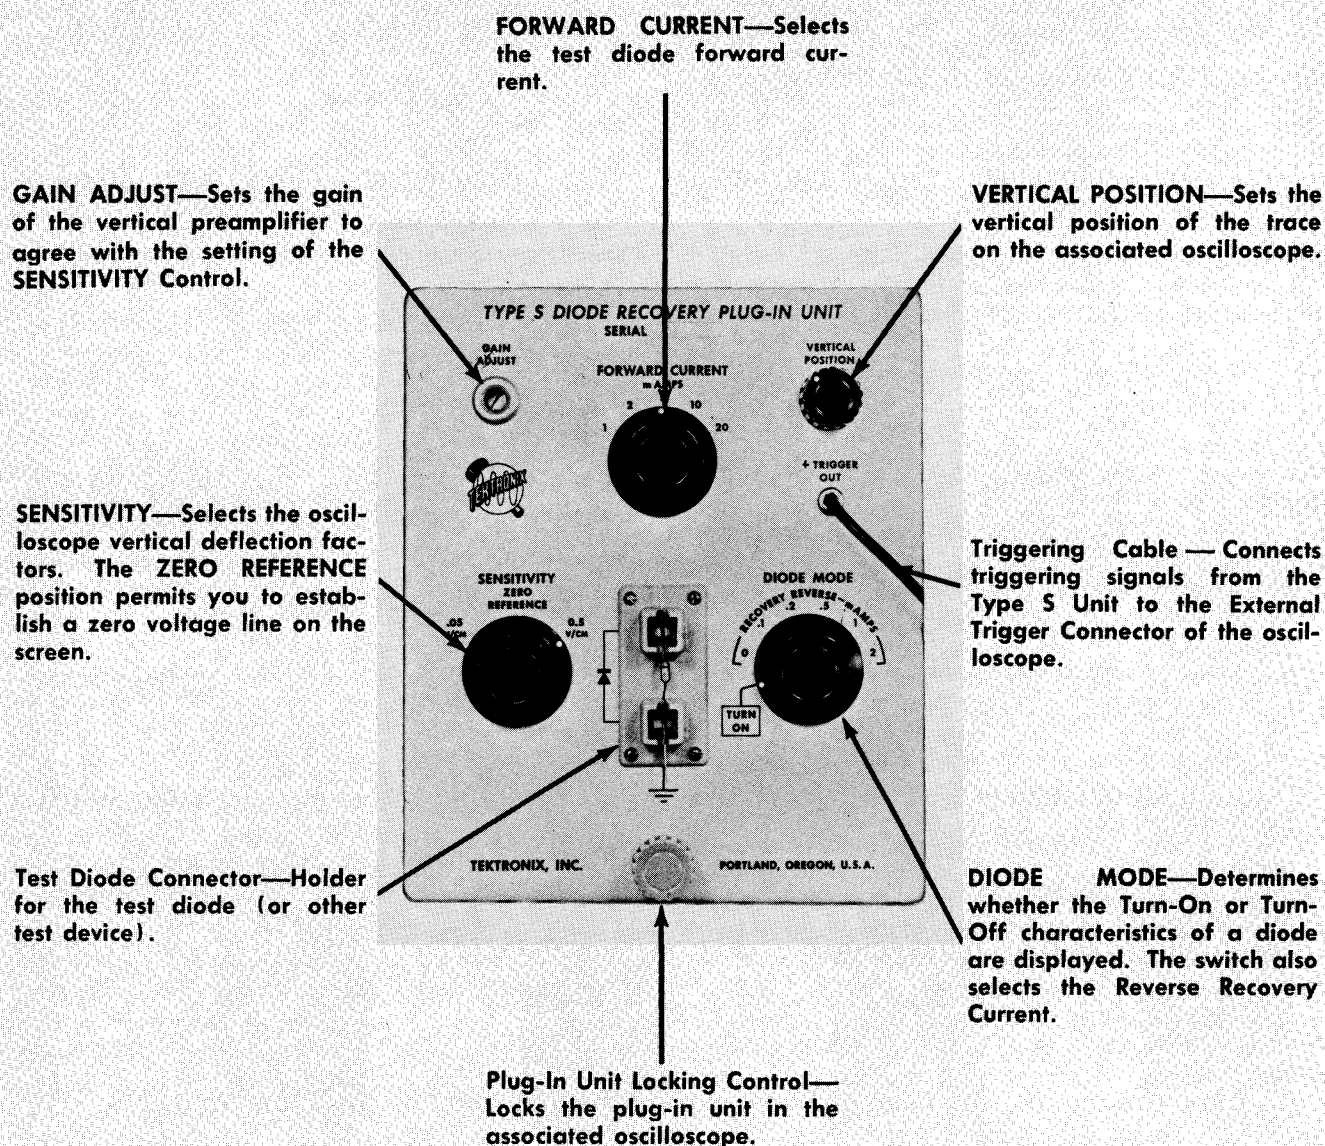 FORWARD CURRENT—Selects
the test diode forward cur-
rent.
GAIN ADJUST—Sets the gain
of the vertical preamplifier to
agree with the setting of the
SENSITIVITY Control.
VERTICAL POSITION—Sets the
vertical position of the trace
on the associated oscilloscope.
TYPE S DIODE RECOVERY PLUG-IN UNIT
SERIAL
GAIN
ADJUST
FORWARD CURRENT
m AMPS
1
2
10
20
VERTICAL
POSITION
TEKTRONIX
+ TRIGGER
OUT
SENSITIVITY—Selects the oscil-
loscope vertical deflection fac-
tors. The ZERO REFERENCE
position permits you to estab-
lish a zero voltage line on the
screen.
Triggering Cable — Connects
triggering signals from the
Type S Unit to the External
Trigger Connector of the oscil-
loscope.
SENSITIVITY
ZERO
REFERENCE
.05
V/CM
0.5
V/CM
DIODE MODE
RECOVERY REVERSE-mAMPS
0
.1
.2
.5
1
2
TURN
ON
Test Diode Connector—Holder
for the test diode (or other
test device).
TEKTRONIX, INC.
PORTLAND, OREGON, U.S.A.
DIODE MODE—Determines
whether the Turn-On or Turn-
Off characteristics of a diode
are displayed. The switch also
selects the Reverse Recovery
Current.
Plug-In Unit Locking Control—
Locks the plug-in unit in the
associated oscilloscope.